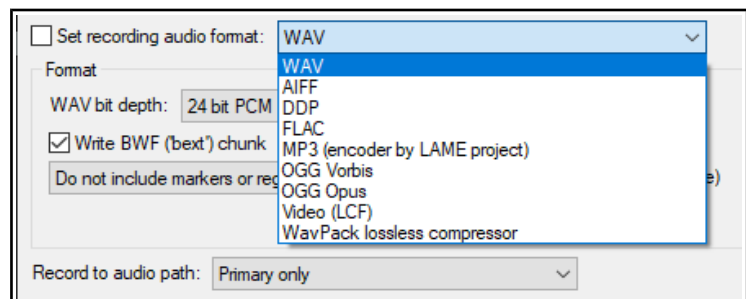 Set recording audio format: WAV
WAV
Format
AIFF
WAV bit depth: 24 bit PCM
DDP
FLAC
Write BWF ('bext') chunk
MP3 (encoder by LAME project)
OGG Vorbis
Do not include markers or reg
e)
OGG Opus
Video (LCF)
WavPack lossless compressor
Record to audio path: Primary only